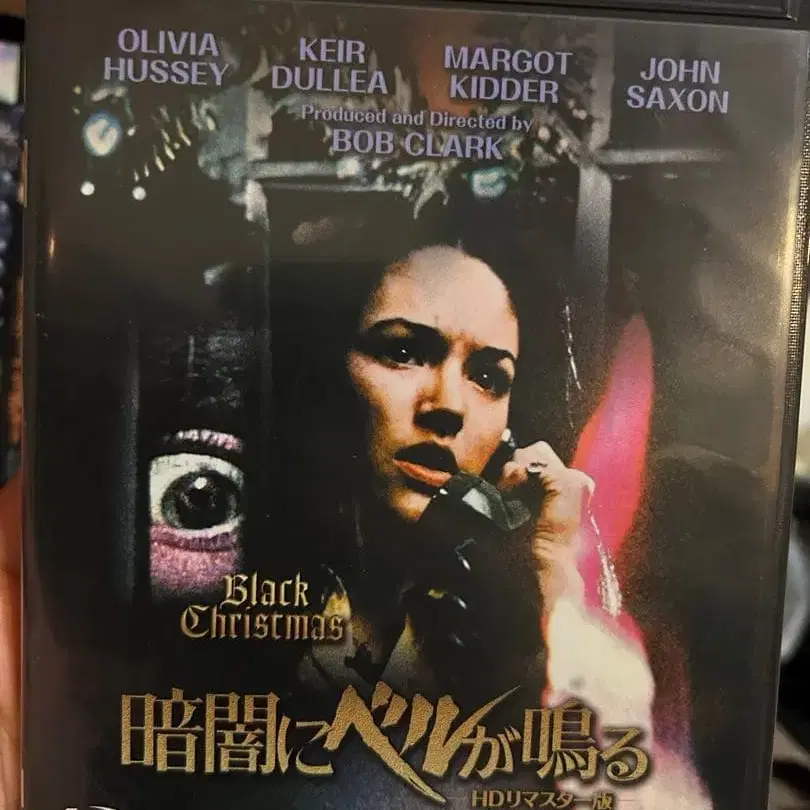 OLIVIA
HUSSEY
KEIR
DULLEA
MARGOT
KIDDER
JOHN
SAXON
Produced and Directed by
BOB CLARK
Black
Christmas
暗闇にベルが鳴る
HDリマスター版